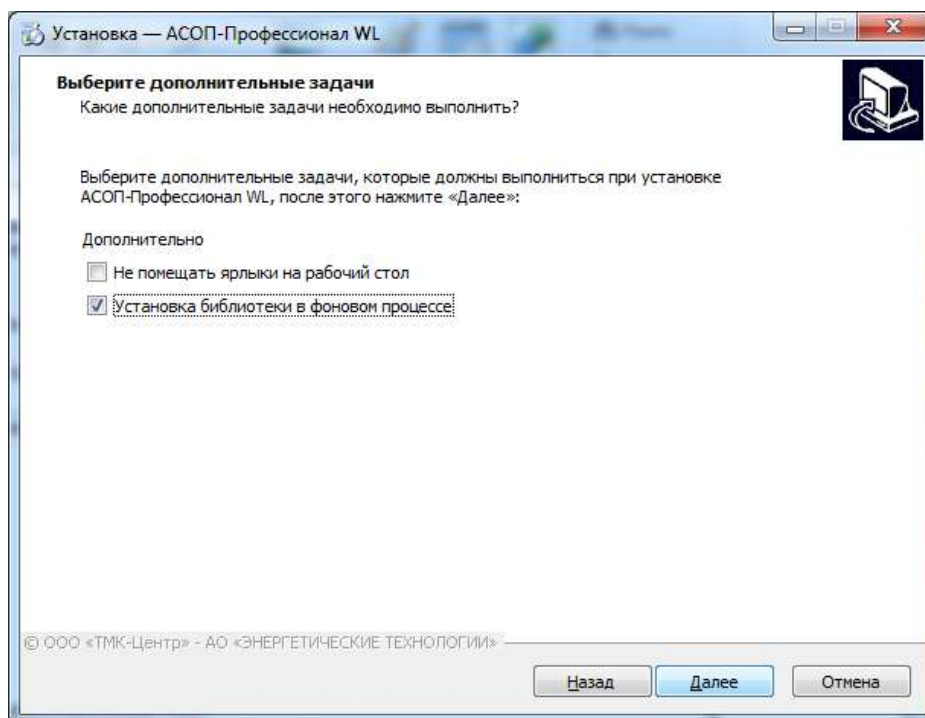 Установка — АСОП-Профессионал WL
Выберите дополнительные задачи
Какие дополнительные задачи необходимо выполнить?
Выберите дополнительные задачи, которые должны выполниться при установке
АСОП-Профессионал WL, после этого нажмите «Далее»:
Дополнительно
Не помещать ярлыки на рабочий стол
Установка библиотеки в фоновом процессе
© ООО «ТМК-Центр» - АО «ЭНЕРГЕТИЧЕСКИЕ ТЕХНОЛОГИИ»
Назад Далее Отмена